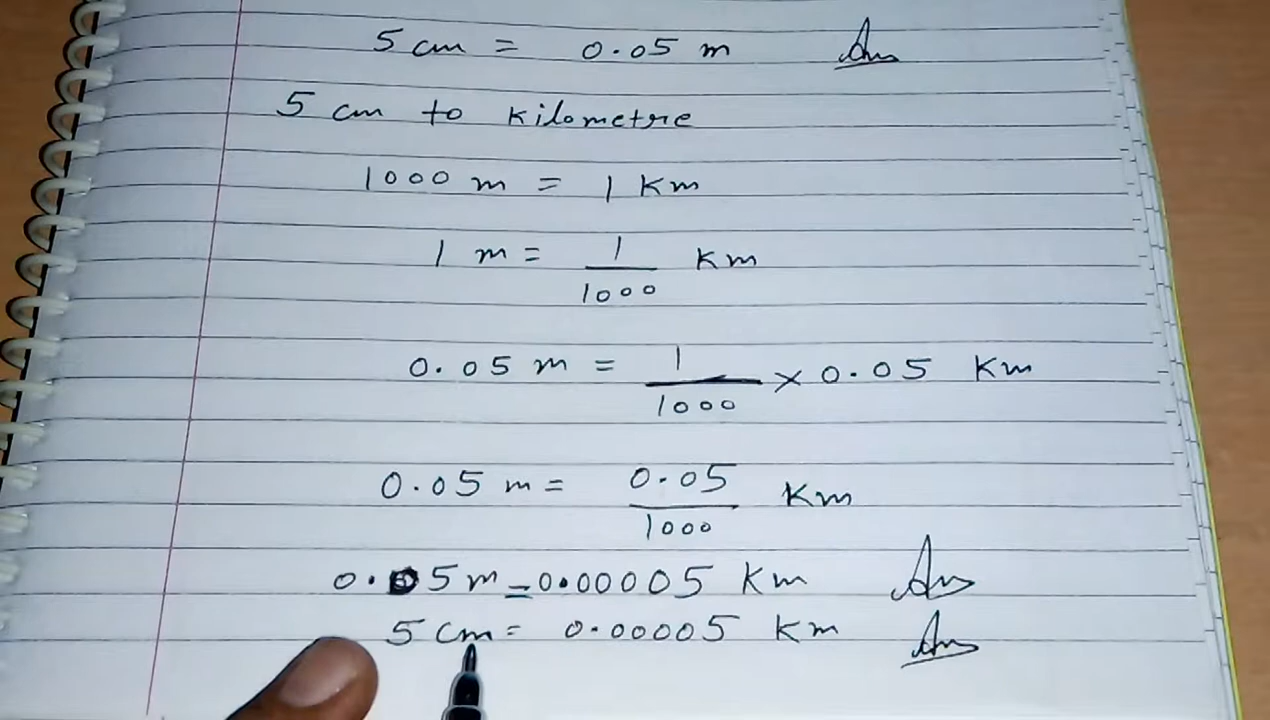 5 cm = 0.05 m Ans
5 cm to kilometre
1000 m = 1 Km
1 m = 1/1000 Km
0.05 m = 1/1000 × 0.05 Km
0.05 m = 0.05/1000 Km
0.05 m = 0.00005 Km Ans
5 cm = 0.00005 Km Ans